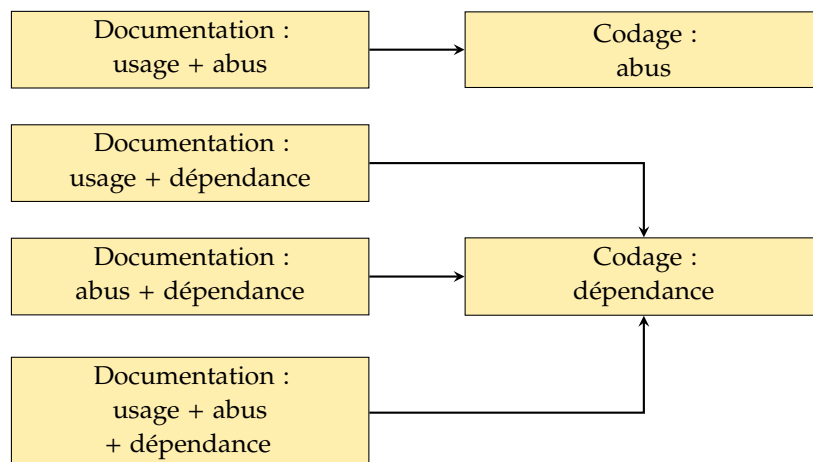 Documentation :
usage + abus
Codage :
abus
Documentation :
usage + dépendance
Documentation :
abus + dépendance
Codage :
dépendance
Documentation :
usage + abus
+ dépendance